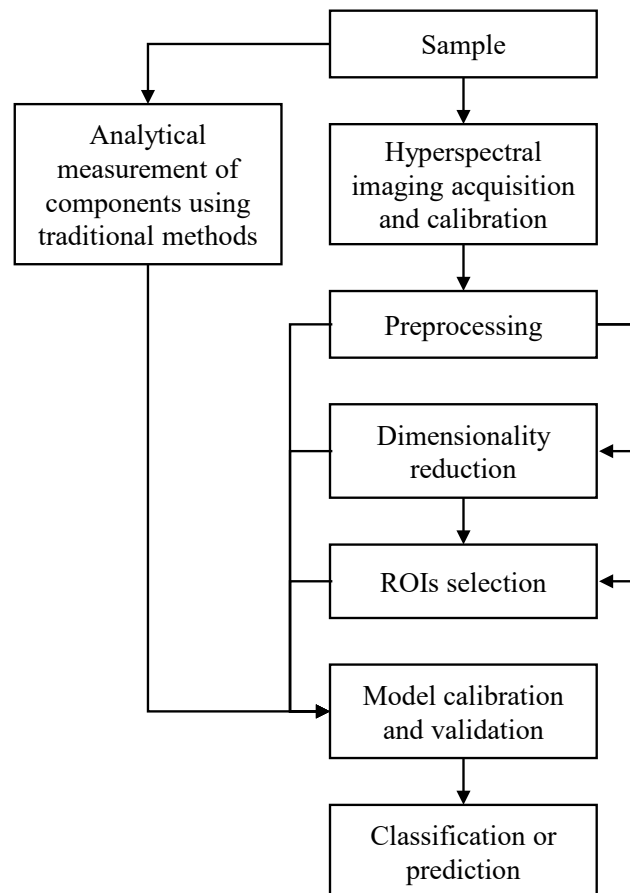 Sample
Analytical
measurement of
components using
traditional methods
Hyperspectral
imaging acquisition
and calibration
Preprocessing
Dimensionality
reduction
ROIs selection
Model calibration
and validation
Classification or
prediction